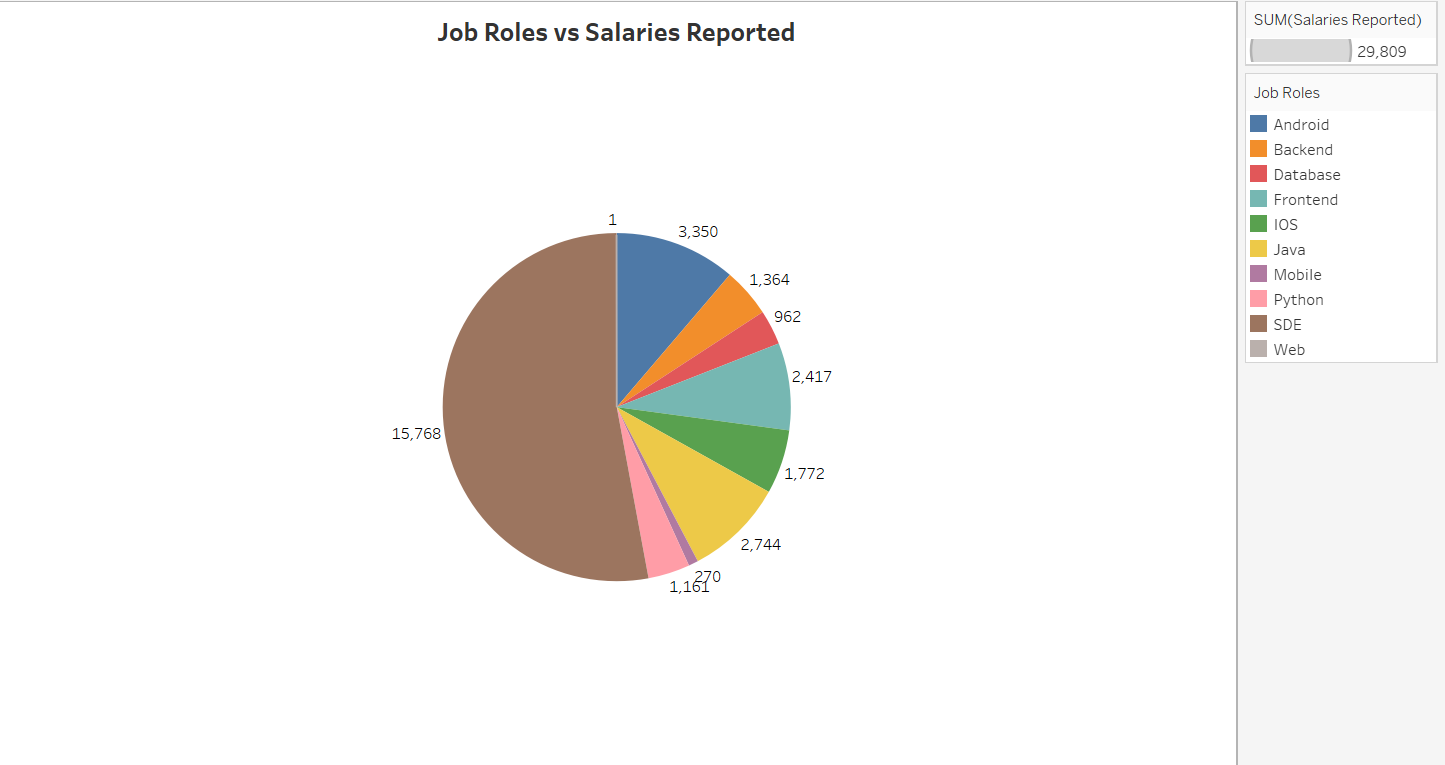 Job Roles vs Salaries Reported
1
3,350
1,364
962
2,417
1,772
2,744
270
1,161
15,768
SUM(Salaries Reported)
29,809
Job Roles
Android
Backend
Database
Frontend
IOS
Java
Mobile
Python
SDE
Web